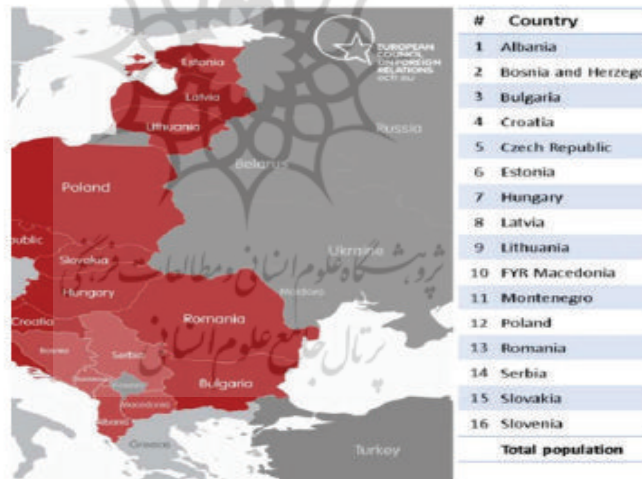 EUROPEAN
COUNCIL
ON FOREIGN
RELATIONS
ecfr.eu
Estonia
Latvia
Lithuania
Russia
Belarus
Poland
public
Slovakia
Ukraine
Moldova
Hungary
Croatia
Romania
Bosnia
Serbia
Bulgaria
Macedonia
Albania
Greece
Turkey
پژوهشگاه علوم انسانی و مطالعات فرهنگی
پرتال جامع علوم انسانی
# Country
1 Albania
2 Bosnia and Herzego
3 Bulgaria
4 Croatia
5 Czech Republic
6 Estonia
7 Hungary
8 Latvia
9 Lithuania
10 FYR Macedonia
11 Montenegro
12 Poland
13 Romania
14 Serbia
15 Slovakia
16 Slovenia
Total population